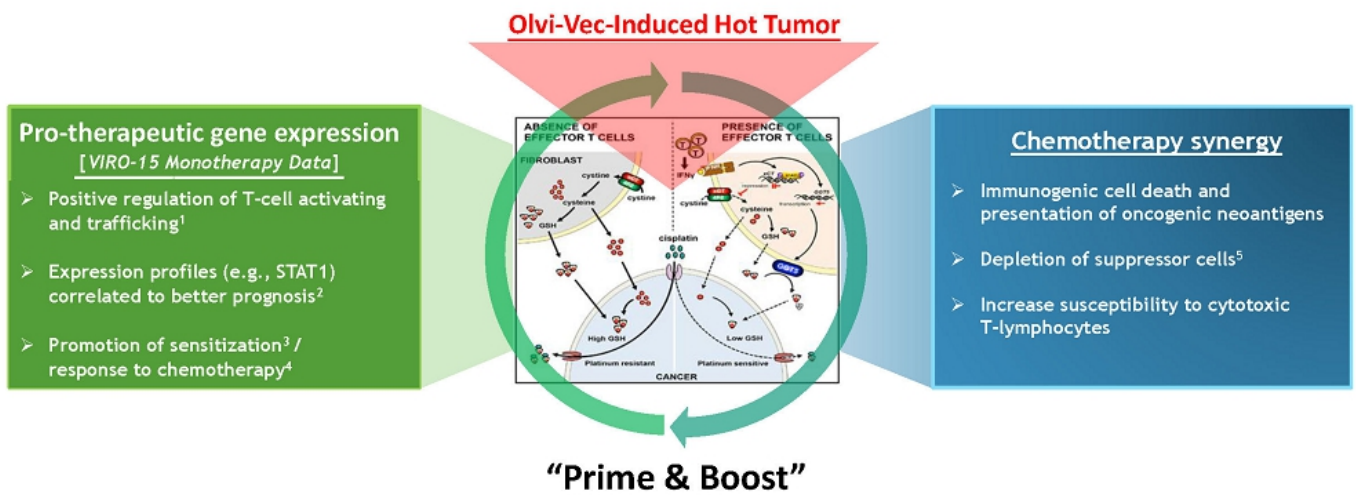 Olvi-Vec-Induced Hot Tumor
Pro-therapeutic gene expression
[VIRO-15 Monotherapy Data]
➢ Positive regulation of T-cell activating
and trafficking¹
➢ Expression profiles (e.g., STAT1)
correlated to better prognosis²
➢ Promotion of sensitization³ /
response to chemotherapy⁴
ABSENCE OF
EFFECTOR T CELLS
FIBROBLAST
cystine
cystine
cysteine
GSH
High GSH
Platinum resistant
PRESENCE OF
EFFECTOR T CELLS
T
T
T
T
IFNγ
cystine
cysteine
GSH
cisplatin
Low GSH
Platinum sensitive
CANCER
Chemotherapy synergy
➢ Immunogenic cell death and
presentation of oncogenic neoantigens
➢ Depletion of suppressor cells⁵
➢ Increase susceptibility to cytotoxic
T-lymphocytes
“Prime & Boost”